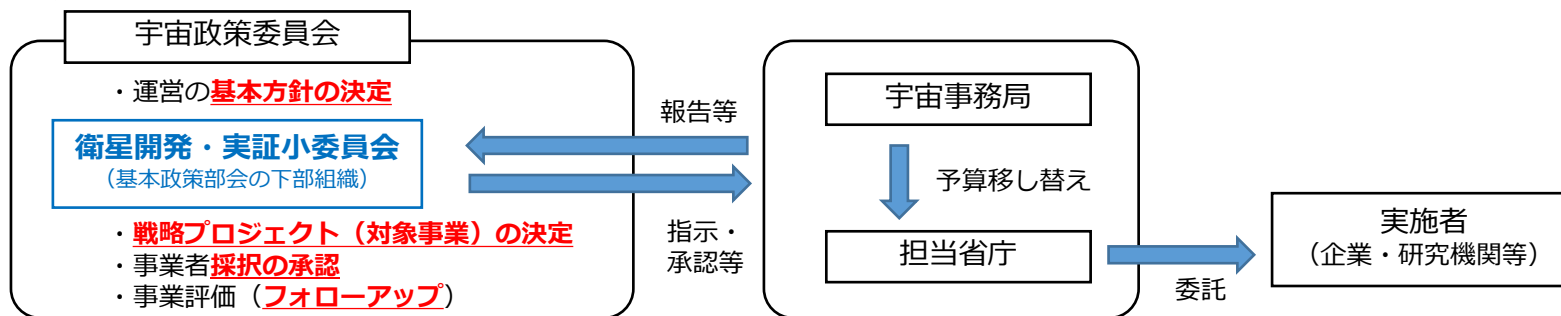 宇宙政策委員会
・運営の基本方針の決定
衛星開発・実証小委員会
（基本政策部会の下部組織）
・戦略プロジェクト（対象事業）の決定
・事業者採択の承認
・事業評価（フォローアップ）
報告等
指示・
承認等
宇宙事務局
予算移し替え
担当省庁
委託
実施者
（企業・研究機関等）